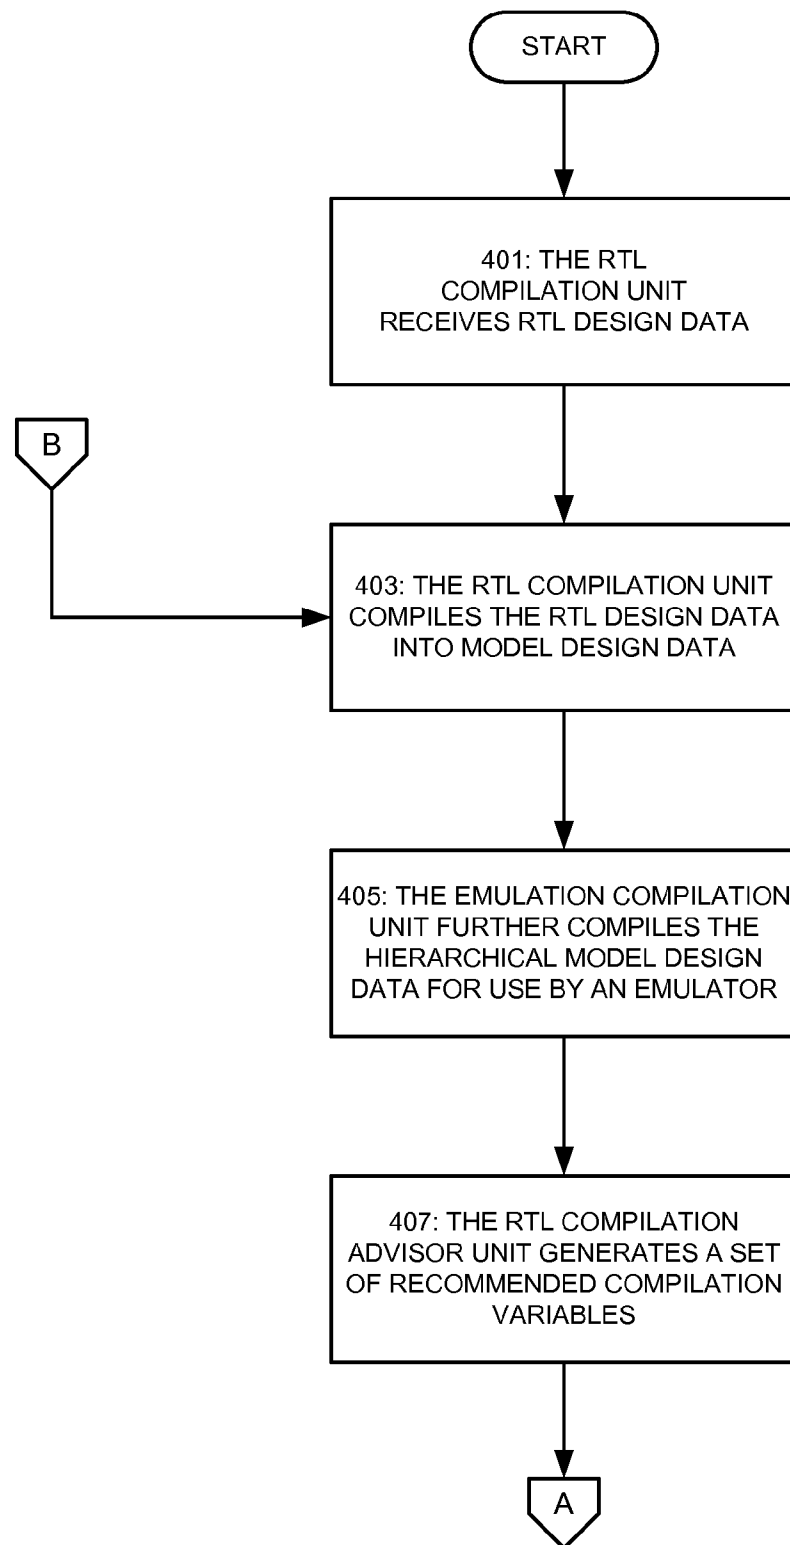 START
401: THE RTL
COMPILATION UNIT
RECEIVES RTL DESIGN DATA
B
403: THE RTL COMPILATION UNIT
COMPILES THE RTL DESIGN DATA
INTO MODEL DESIGN DATA
405: THE EMULATION COMPILATION
UNIT FURTHER COMPILES THE
HIERARCHICAL MODEL DESIGN
DATA FOR USE BY AN EMULATOR
407: THE RTL COMPILATION
ADVISOR UNIT GENERATES A SET
OF RECOMMENDED COMPILATION
VARIABLES
A